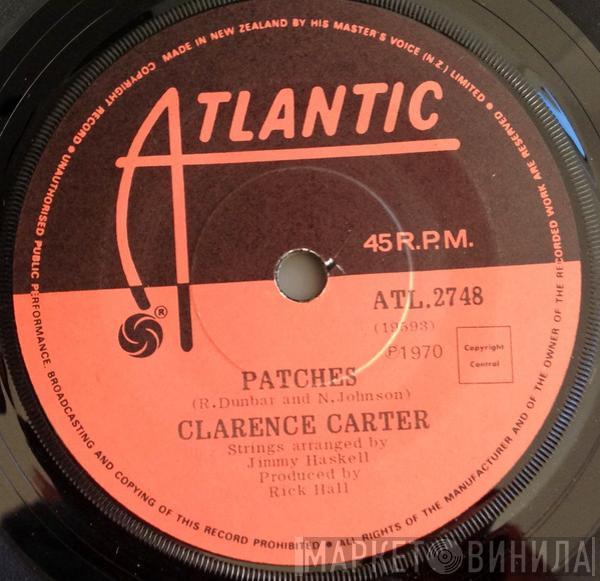 COPYRIGHT RECORD ● UNAUTHORISED PUBLIC PERFORMANCE, BROADCASTING AND COPYING OF THIS RECORD PROHIBITED ● ALL RIGHTS OF THE MANUFACTURER AND OF THE OWNER OF THE RECORDED WORK ARE RESERVED ●
MADE IN NEW ZEALAND BY HIS MASTER'S VOICE (N.Z.) LIMITED
ATLANTIC
45 R.P.M.
ATL.2748
(19593)
℗1970
Copyright
Control
®
PATCHES
(R. Dunbar and N. Johnson)
CLARENCE CARTER
Strings arranged by
Jimmy Haskell
Produced by
Rick Hall
МАРКЕТ ВИНИЛА